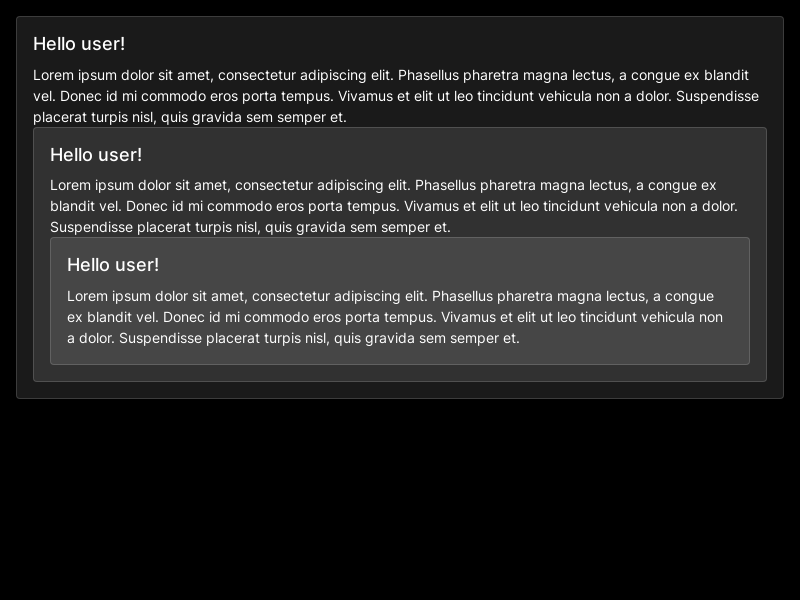 Hello user!
Lorem ipsum dolor sit amet, consectetur adipiscing elit. Phasellus pharetra magna lectus, a congue ex blandit
vel. Donec id mi commodo eros porta tempus. Vivamus et elit ut leo tincidunt vehicula non a dolor. Suspendisse
placerat turpis nisl, quis gravida sem semper et.
Hello user!
Lorem ipsum dolor sit amet, consectetur adipiscing elit. Phasellus pharetra magna lectus, a congue ex
blandit vel. Donec id mi commodo eros porta tempus. Vivamus et elit ut leo tincidunt vehicula non a dolor.
Suspendisse placerat turpis nisl, quis gravida sem semper et.
Hello user!
Lorem ipsum dolor sit amet, consectetur adipiscing elit. Phasellus pharetra magna lectus, a congue
ex blandit vel. Donec id mi commodo eros porta tempus. Vivamus et elit ut leo tincidunt vehicula non
a dolor. Suspendisse placerat turpis nisl, quis gravida sem semper et.